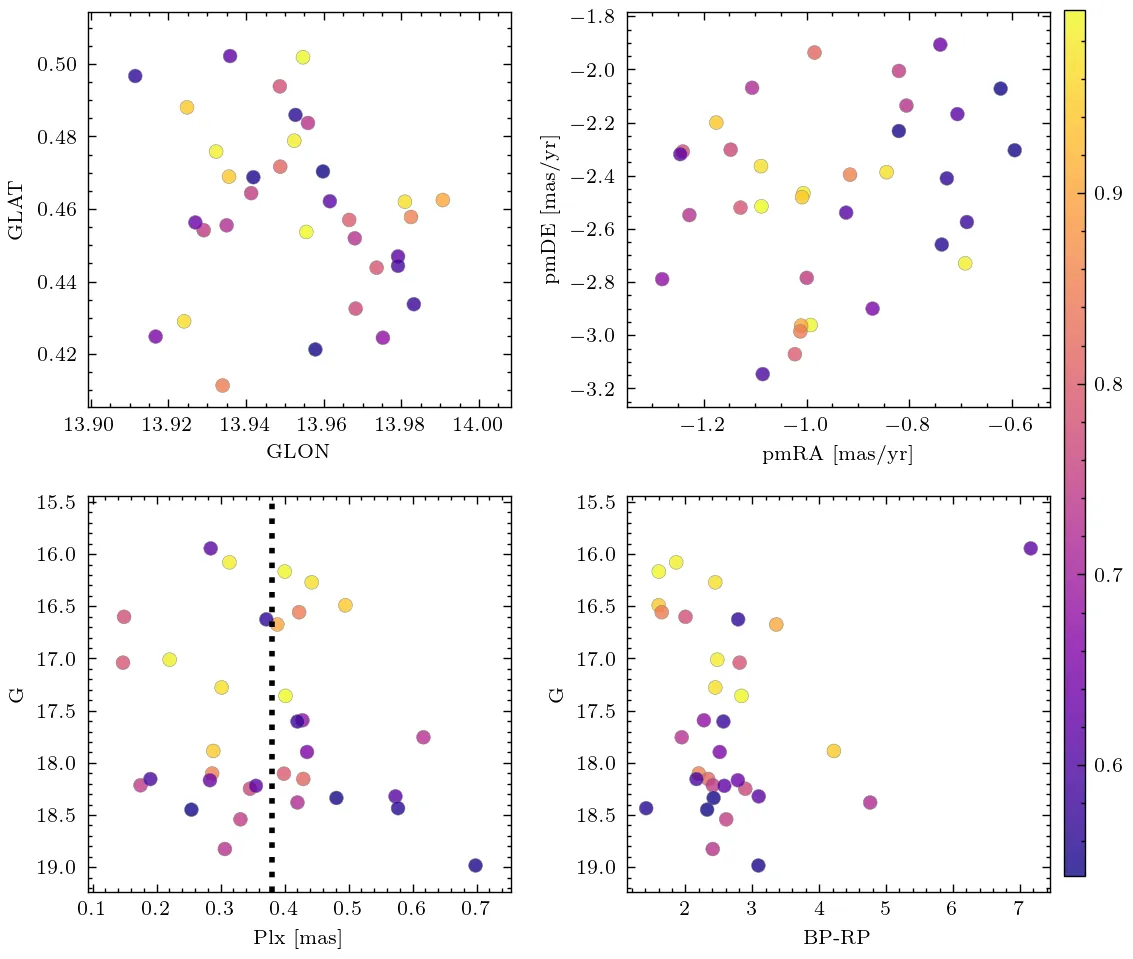 0.50
0.48
0.46
0.44
0.42
GLAT
13.90 13.92 13.94 13.96 13.98 14.00
GLON
−1.8
−2.0
−2.2
−2.4
−2.6
−2.8
−3.0
−3.2
pmDE [mas/yr]
−1.2 −1.0 −0.8 −0.6
pmRA [mas/yr]
15.5
16.0
16.5
17.0
17.5
18.0
18.5
19.0
G
0.1 0.2 0.3 0.4 0.5 0.6 0.7
Plx [mas]
15.5
16.0
16.5
17.0
17.5
18.0
18.5
19.0
G
2 3 4 5 6 7
BP-RP
0.9
0.8
0.7
0.6